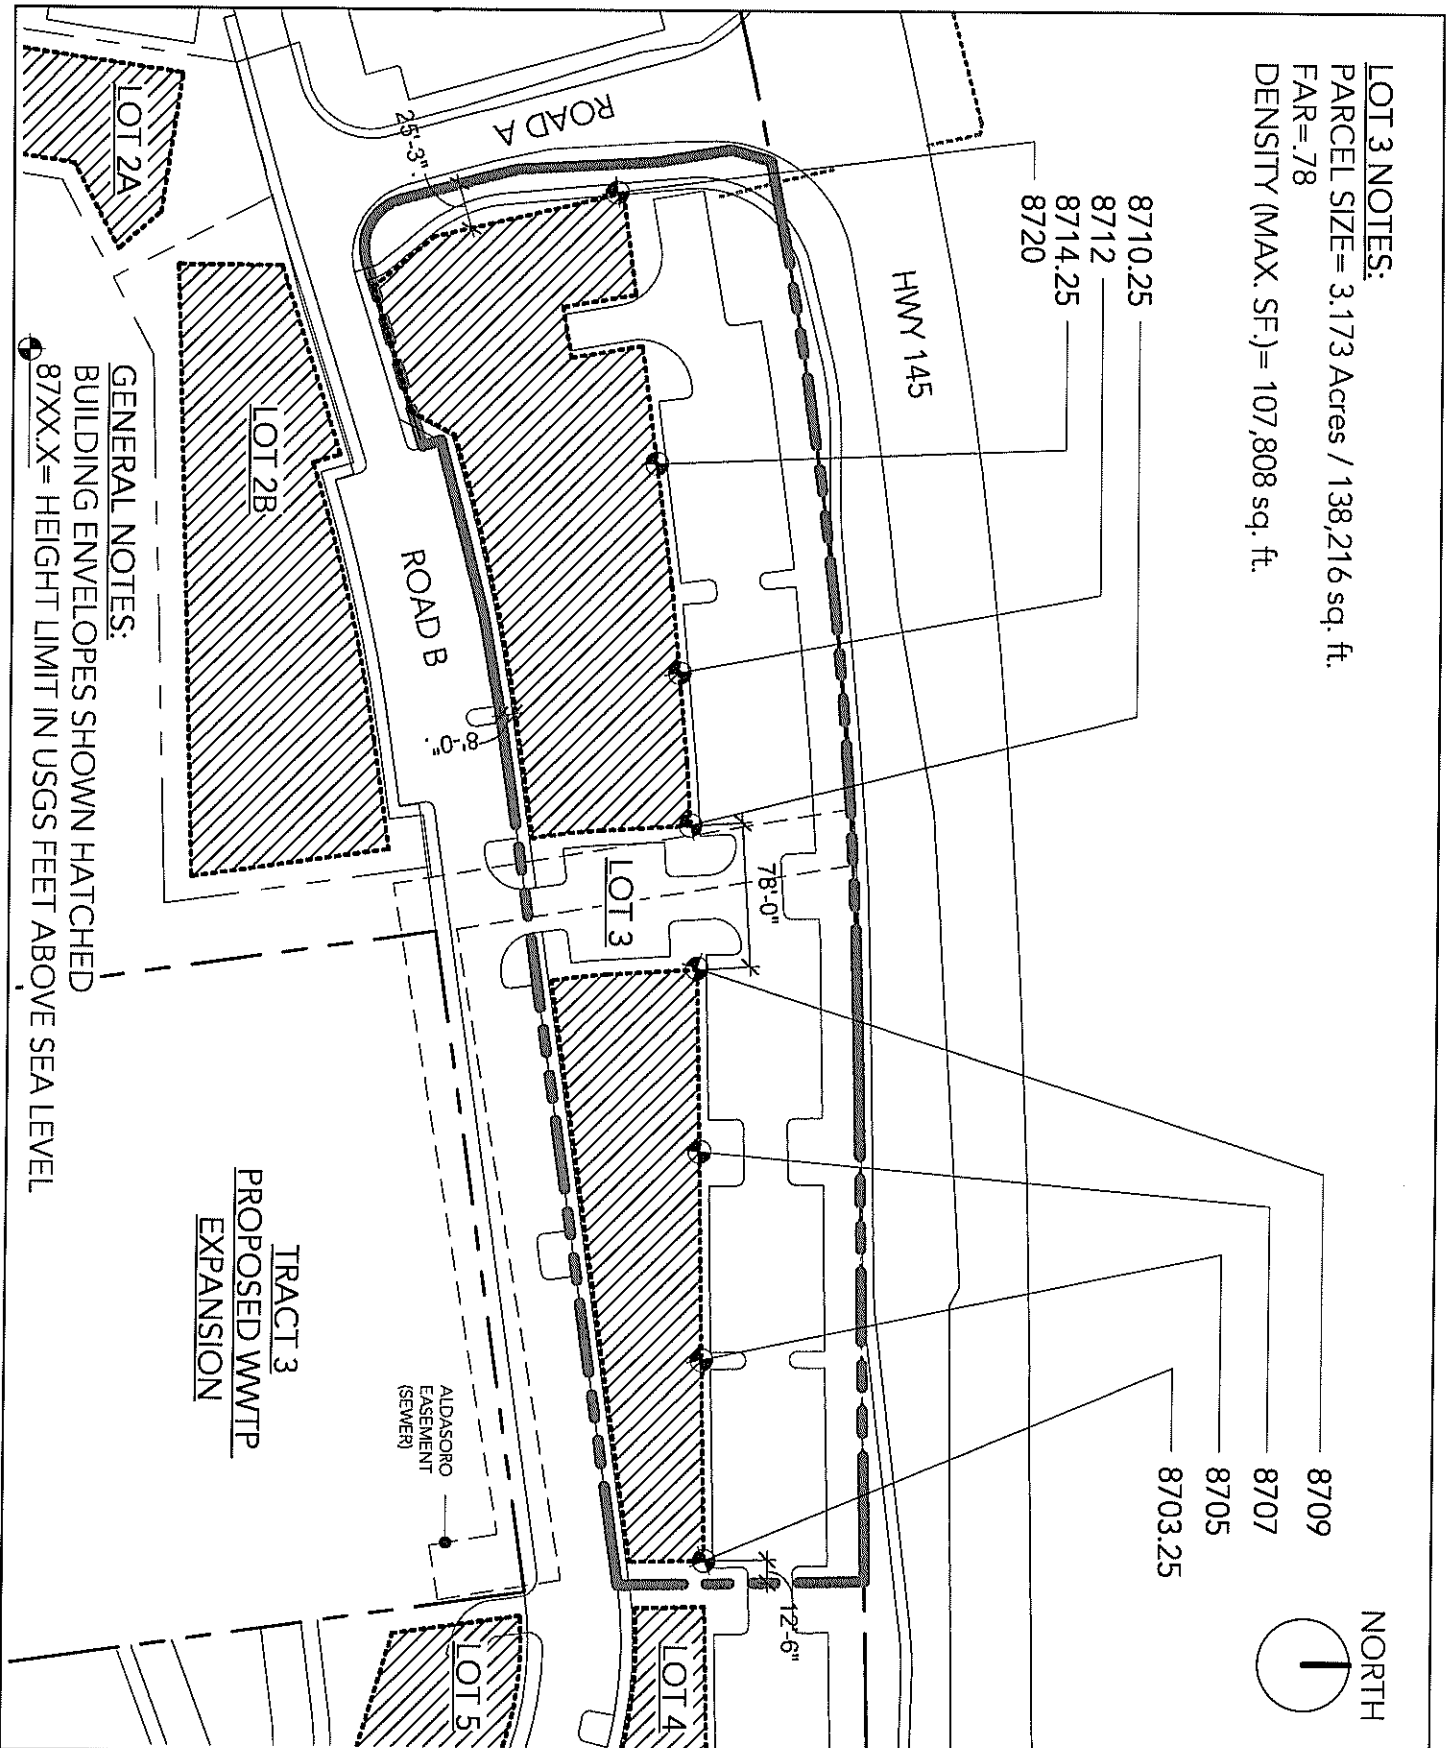 LOT 3 NOTES:
PARCEL SIZE= 3.173 Acres / 138,216 sq. ft.
FAR=.78
DENSITY (MAX. SF.)= 107,808 sq. ft.
8710.25
8712
8714.25
8720
8709
8707
8705
8703.25
NORTH
HWY 145
ROAD A
25'-3"
78'-0"
LOT 3
12'-6"
8'-0"
ROAD B
LOT 2A
LOT 2B
LOT 4
LOT 5
ALDASORO
EASEMENT
(SEWER)
TRACT 3
PROPOSED WWTP
EXPANSION
GENERAL NOTES:
BUILDING ENVELOPES SHOWN HATCHED
87XX.X= HEIGHT LIMIT IN USGS FEET ABOVE SEA LEVEL